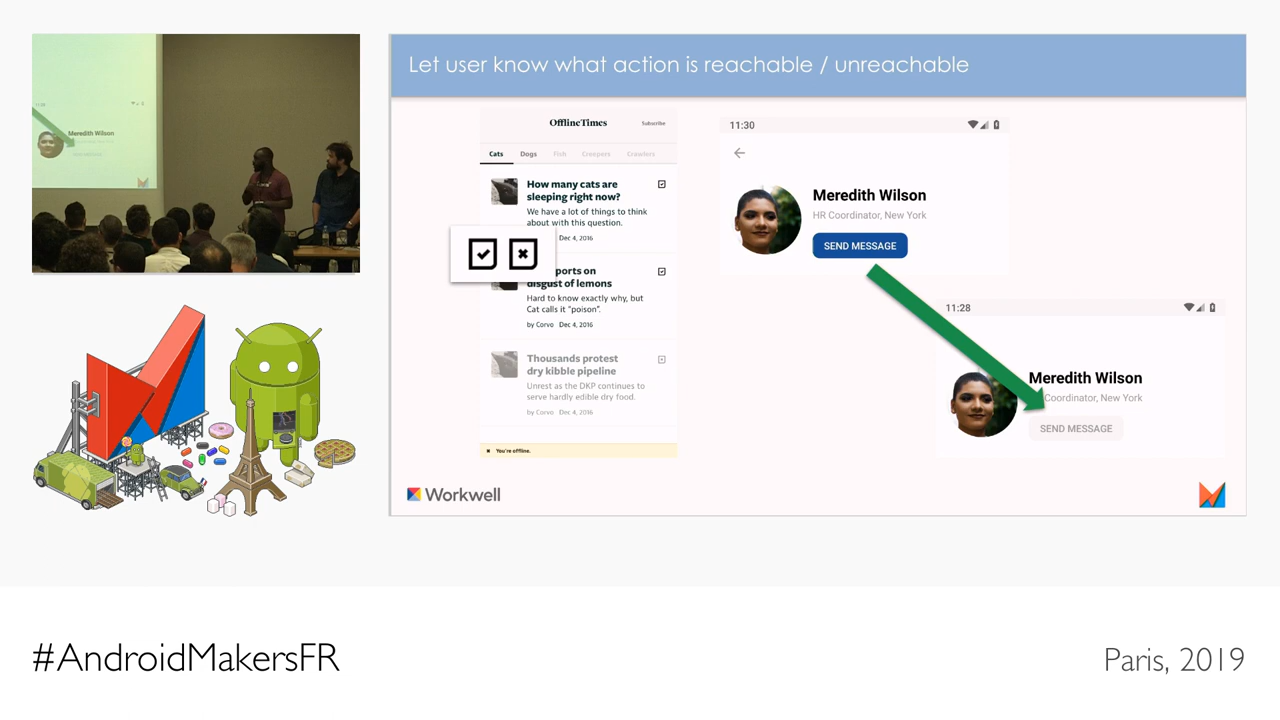 Let user know what action is reachable / unreachable
OfflineTimes
Subscribe
Cats Dogs Fish Creepers Crawlers
How many cats are
sleeping right now?
We have a lot of things to think
about with this question.
Dec 4, 2016
ports on
disgust of lemons
Hard to know exactly why, but
Cat calls it "poison".
by Corvo Dec 4, 2016
Thousands protest
dry kibble pipeline
Unrest as the DKP continues to
serve hardly edible dry food.
by Corvo Dec 4, 2016
You're offline.
11:30
Meredith Wilson
HR Coordinator, New York
SEND MESSAGE
11:28
Meredith Wilson
Coordinator, New York
SEND MESSAGE
Workwell
Meredith Wilson
#AndroidMakersFR
Paris, 2019